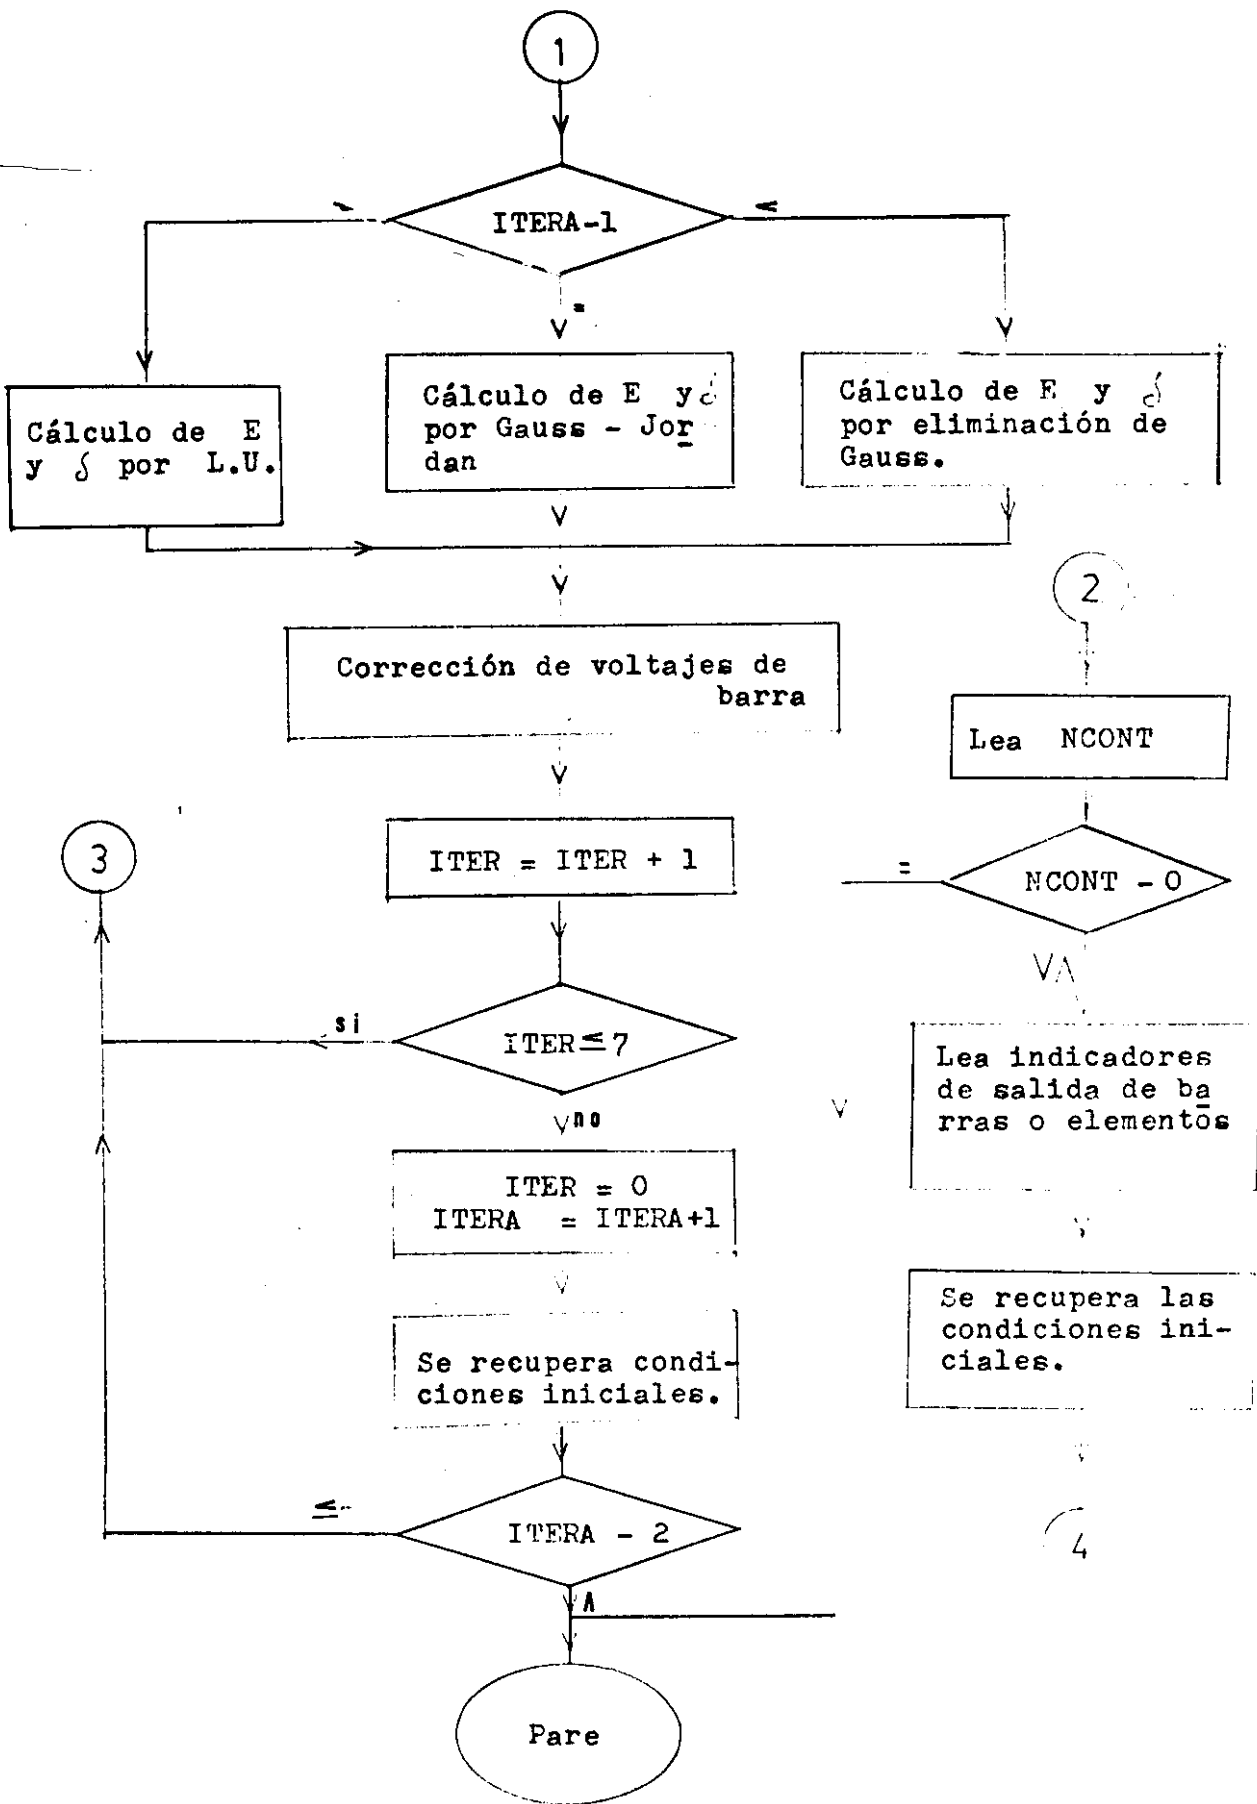 1
ITERA-1
=
Cálculo de E
y δ por L.U.
Cálculo de E y δ
por Gauss - Jor
dan
Cálculo de E y δ
por eliminación de
Gauss.
Corrección de voltajes de
barra
ITER = ITER + 1
3
ITER ≤ 7
si
no
ITER = 0
ITERA = ITERA+1
Se recupera condi-
ciones iniciales.
≤
ITERA - 2
Pare
2
Lea NCONT
=
NCONT - 0
Lea indicadores
de salida de ba
rras o elementos
Se recupera las
condiciones ini-
ciales.
4